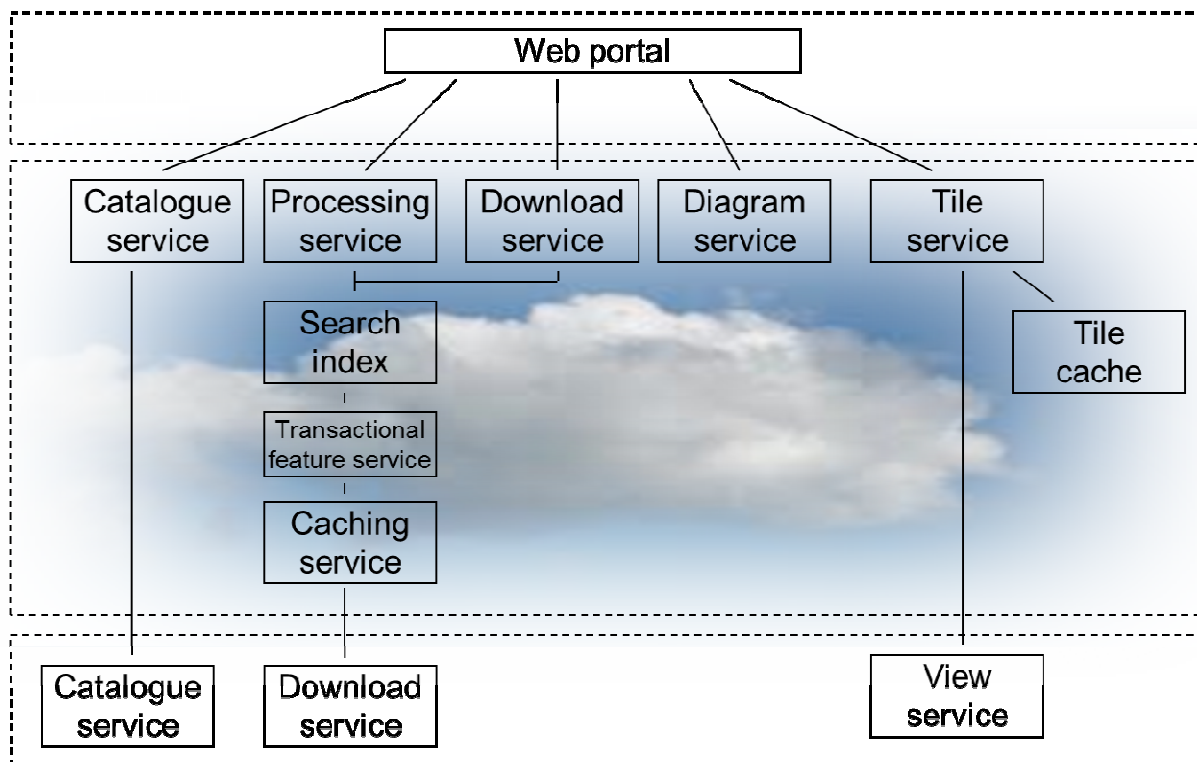 Web portal
Catalogue
service
Processing
service
Download
service
Diagram
service
Tile
service
Search
index
Tile
cache
Transactional
feature service
Caching
service
Catalogue
service
Download
service
View
service